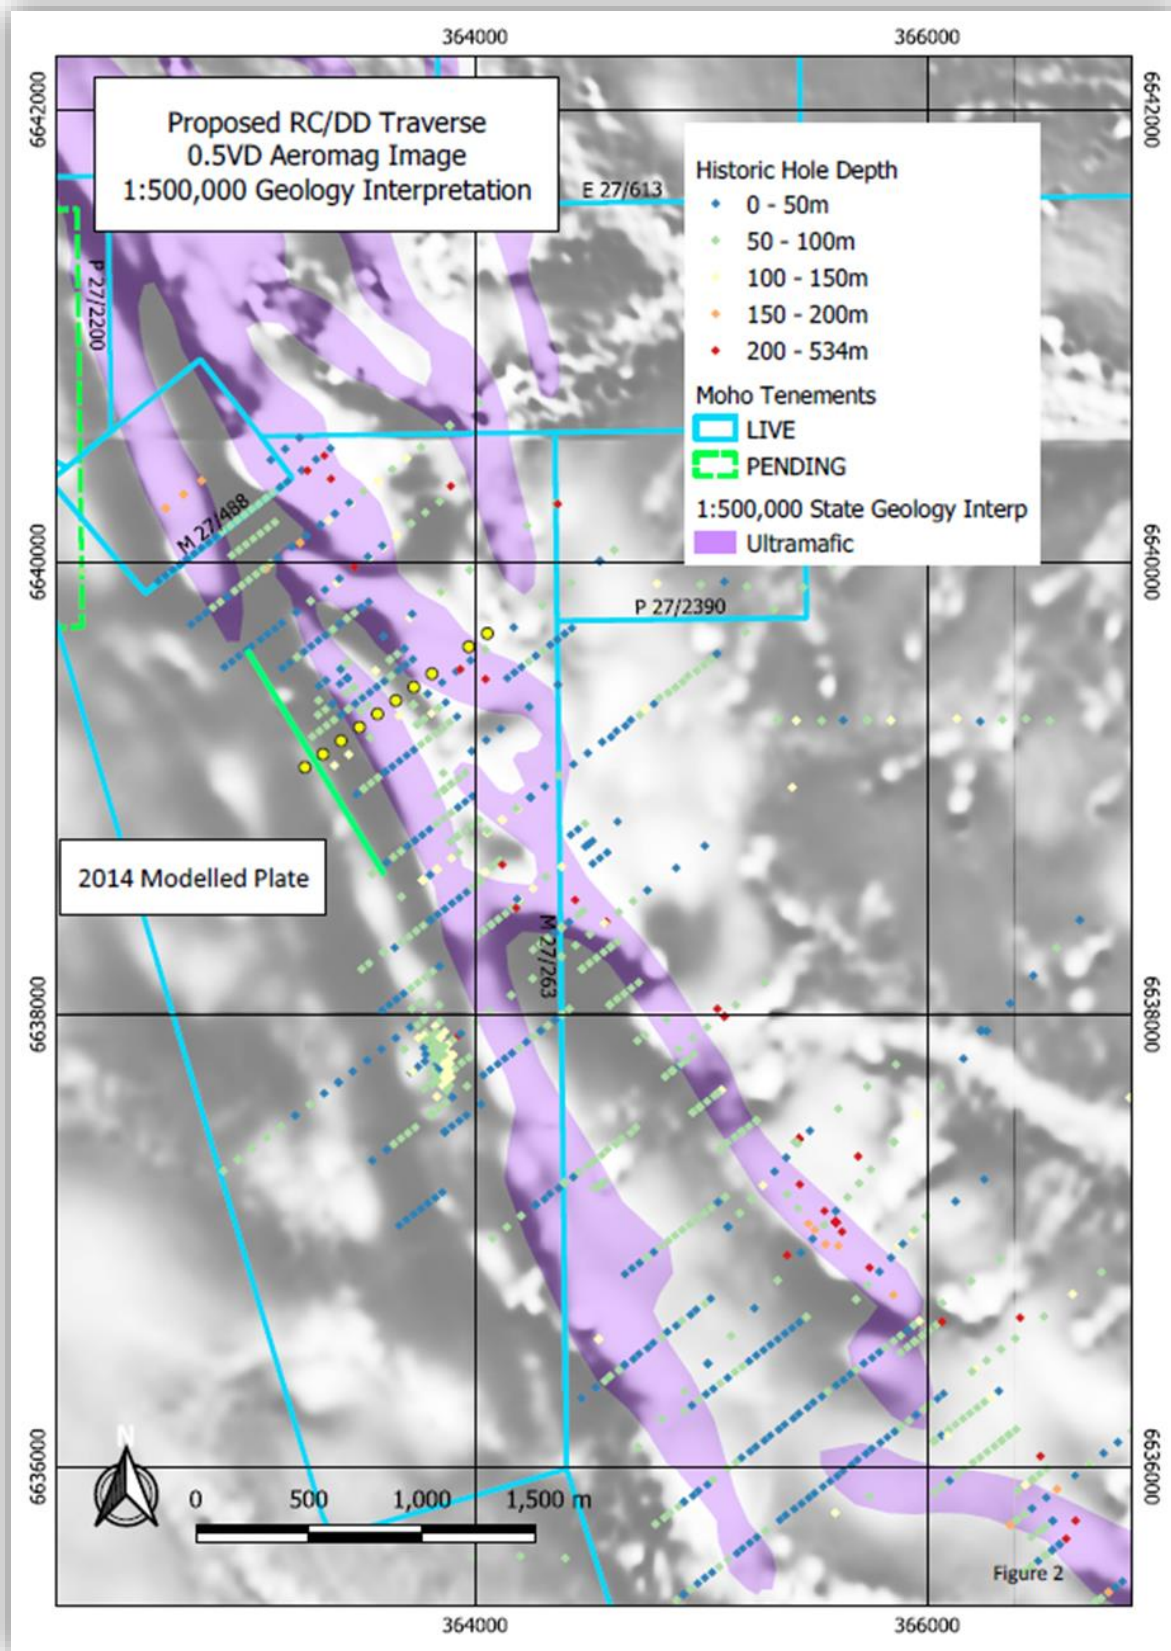 364000
366000
6642000
6642000
Proposed RC/DD Traverse
0.5VD Aeromag Image
1:500,000 Geology Interpretation
E 27/613
Historic Hole Depth
0 - 50m
50 - 100m
100 - 150m
150 - 200m
200 - 534m
Moho Tenements
LIVE
PENDING
1:500,000 State Geology Interp
Ultramafic
P 27/2200
M 27/488
6640000
6640000
P 27/2390
2014 Modelled Plate
M 27/263
6638000
6638000
N
6636000
6636000
0 500 1,000 1,500 m
Figure 2
364000
366000